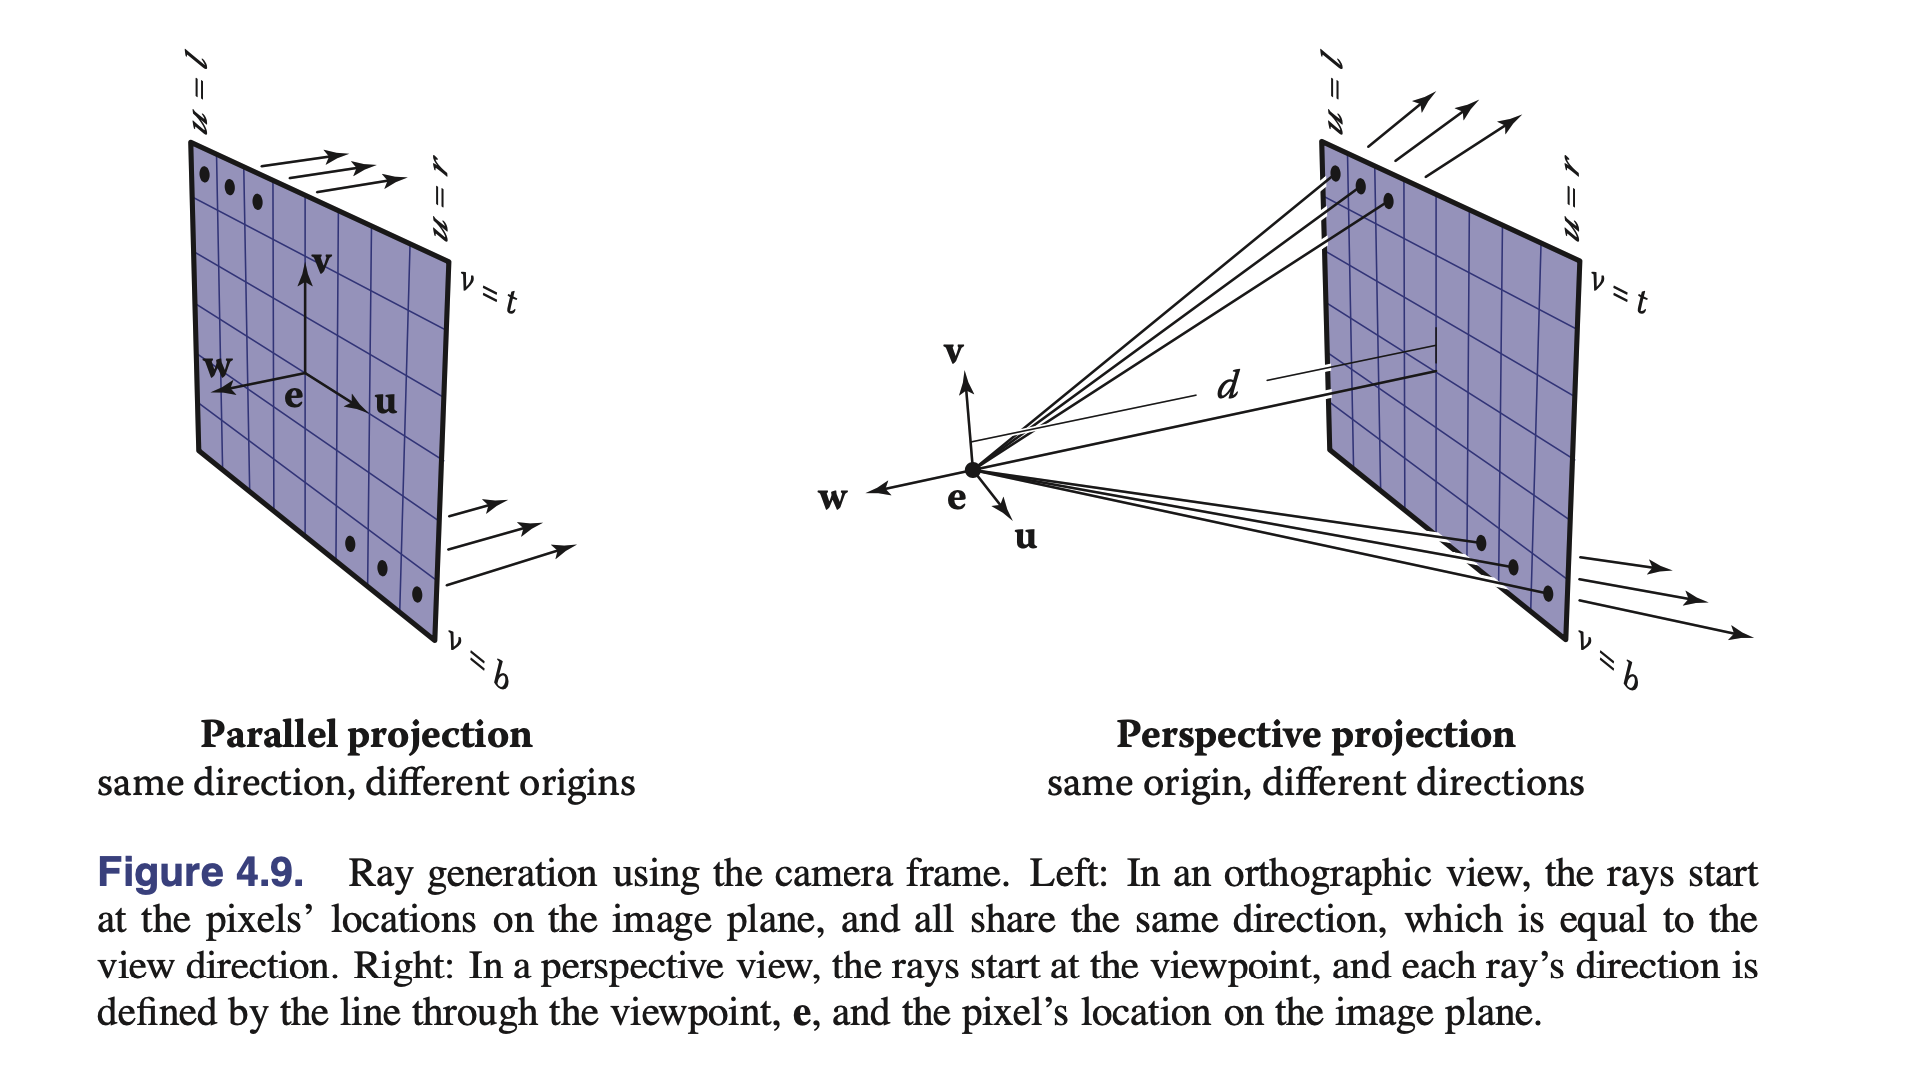 u = l
u = r
v = t
v
w
e
u
v = b
Parallel projection
same direction, different origins
u = l
u = r
v = t
v
d
w
e
u
v = b
Perspective projection
same origin, different directions
Figure 4.9. Ray generation using the camera frame. Left: In an orthographic view, the rays start
at the pixels’ locations on the image plane, and all share the same direction, which is equal to the
view direction. Right: In a perspective view, the rays start at the viewpoint, and each ray’s direction is
defined by the line through the viewpoint, e, and the pixel’s location on the image plane.